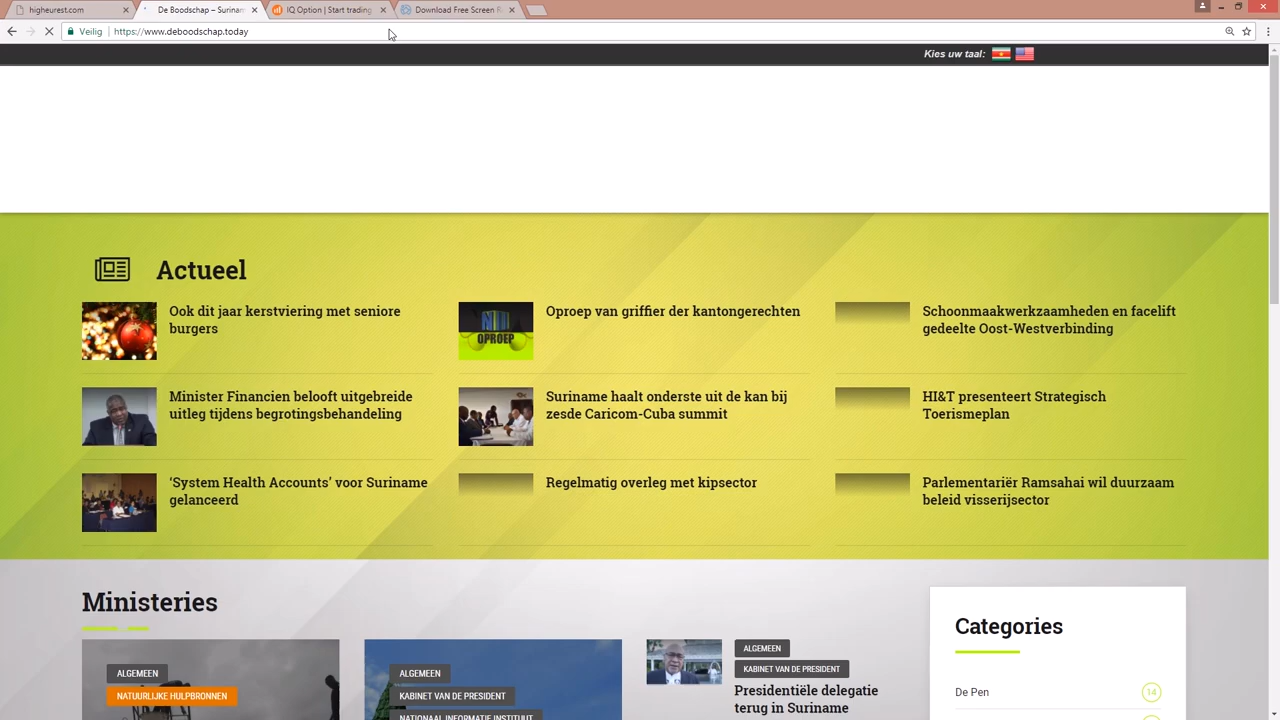 higheurest.com
De Boodschap – Surinam
IQ Option | Start trading
Download Free Screen R
Veilig
https://www.deboodschap.today
Kies uw taal:
Actueel
Ook dit jaar kerstviering met seniore
burgers
OPROEP
Oproep van griffier der kantongerechten
Schoonmaakwerkzaamheden en facelift
gedeelte Oost-Westverbinding
Minister Financien belooft uitgebreide
uitleg tijdens begrotingsbehandeling
Suriname haalt onderste uit de kan bij
zesde Caricom-Cuba summit
HI&T presenteert Strategisch
Toerismeplan
‘System Health Accounts’ voor Suriname
gelanceerd
Regelmatig overleg met kipsector
Parlementariër Ramsahai wil duurzaam
beleid visserijsector
Ministeries
ALGEMEEN
NATUURLIJKE HULPBRONNEN
ALGEMEEN
KABINET VAN DE PRESIDENT
NATIONAAL INFORMATIE INSTITUUT
ALGEMEEN
KABINET VAN DE PRESIDENT
Presidentiële delegatie
terug in Suriname
Categories
De Pen
14